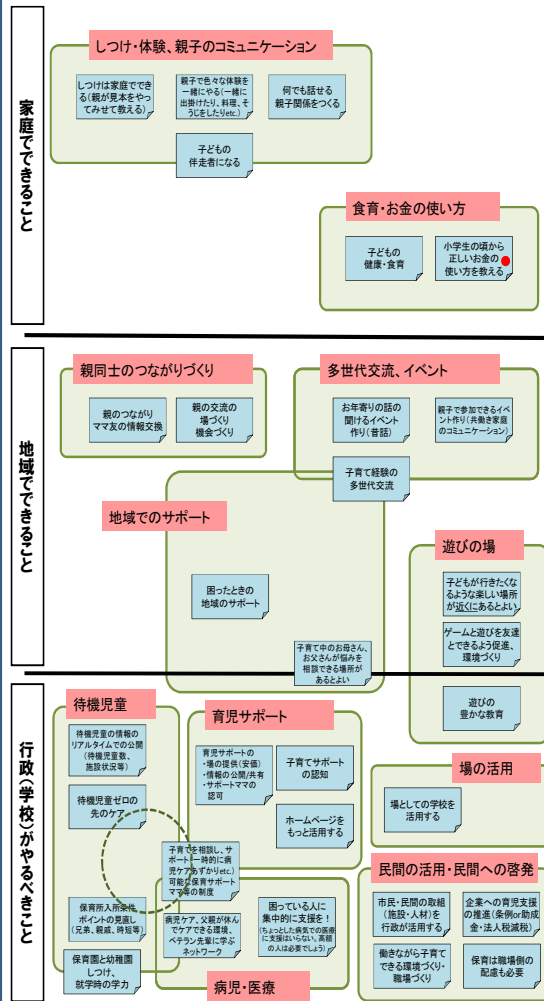 家庭でできること
しつけ・体験、親子のコミュニケーション
しつけは家庭ででき
る(親が見本をやっ
てみせて教える)
親子で色々な体験を
一緒にやる(一緒に
出掛けたり、料理、そ
うじをしたりetc.)
何でも話せる
親子関係をつくる
子どもの
伴走者になる
食育・お金の使い方
子どもの
健康・食育
小学生の頃から
正しいお金の
使い方を教える
地域でできること
親同士のつながりづくり
親のつながり
ママ友の情報交換
親の交流の
場づくり
機会づくり
多世代交流、イベント
お年寄りの話の
聞けるイベント
作り(昔話)
親子で参加できるイベ
ント作り(共働き家庭
のコミュニケーション)
子育て経験の
多世代交流
地域でのサポート
困ったときの
地域のサポート
子育て中のお母さん、
お父さんが悩みを
相談できる場所が
あるとよい
遊びの場
子どもが行きたくな
るような楽しい場所
が近くにあるとよい
ゲームと遊びを友達
とできるよう促進、
環境づくり
遊びの
豊かな教育
行政(学校)がやるべきこと
待機児童
待機児童の情報の
リアルタイムでの公開
(待機児童数、
施設状況等)
待機児童ゼロの
先のケア
保育所入所条件
ポイントの見直し
(兄弟、親戚、時短等)
保育園と幼稚園
しつけ、
就学時の学力
育児サポート
育児サポートの
・場の提供(安価)
・情報の公開/共有
・サポートママの
認可
子育てサポート
の認知
ホームページを
もっと活用する
子育てを相談し、サ
ポート(一時的に病
児ケアあずかりetc.)
可能な保育サポート
ママ等の制度
病児ケア、父親が休ん
でケアできる環境、
ベテラン先輩に学ぶ
ネットワーク
困っている人に
集中的に支援を!
(ちょっとした病気での医療
に支援はいらない。高額
の人は必要でしょう)
病児・医療
場の活用
場としての学校を
活用する
民間の活用・民間への啓発
市民・民間の取組
(施設・人材)を
行政が活用する
企業への育児支援
の推進(条例or助成
金・法人税減税)
働きながら子育て
できる環境づくり・
職場づくり
保育は職場側の
配慮も必要